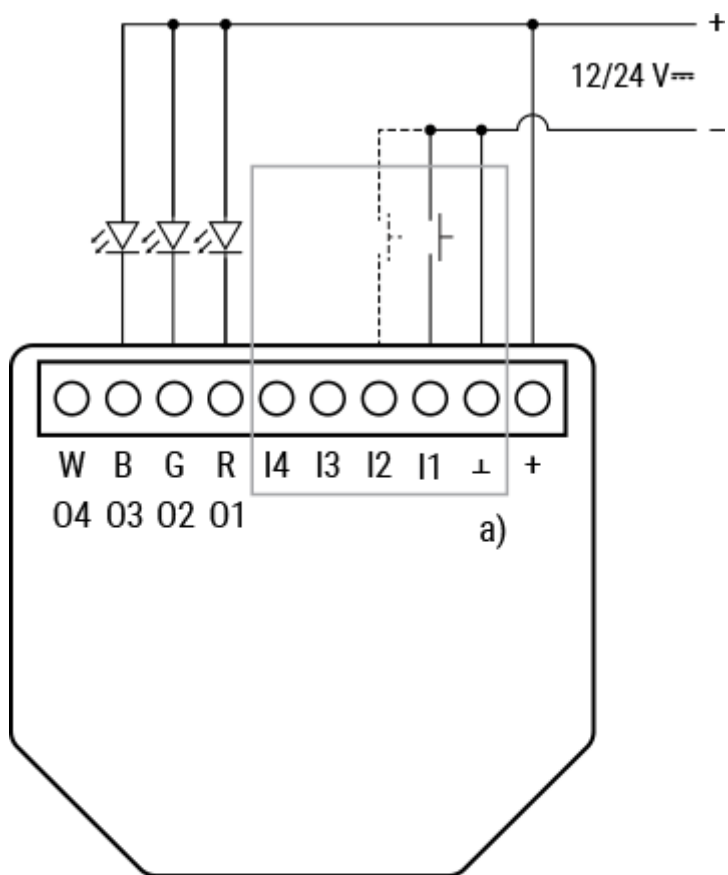 +
12/24 V⎓
−
W B G R I4 I3 I2 I1 ⊥ +
O4 O3 O2 O1
a)